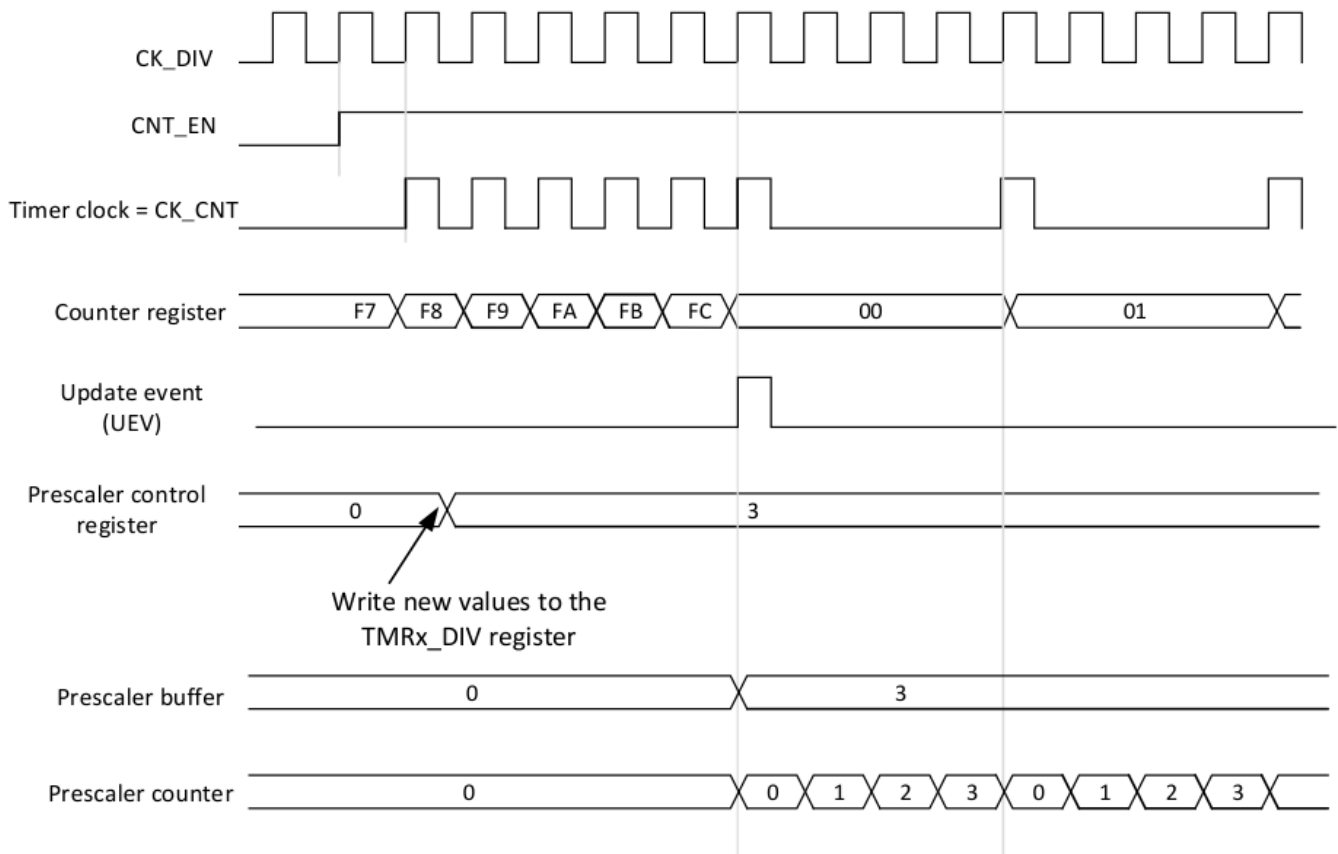 CK_DIV
CNT_EN
Timer clock = CK_CNT
Counter register
F7 F8 F9 FA FB FC 00 01
Update event
(UEV)
Prescaler control
register
0 3
Write new values to the
TMRx_DIV register
Prescaler buffer
0 3
Prescaler counter
0 0 1 2 3 0 1 2 3